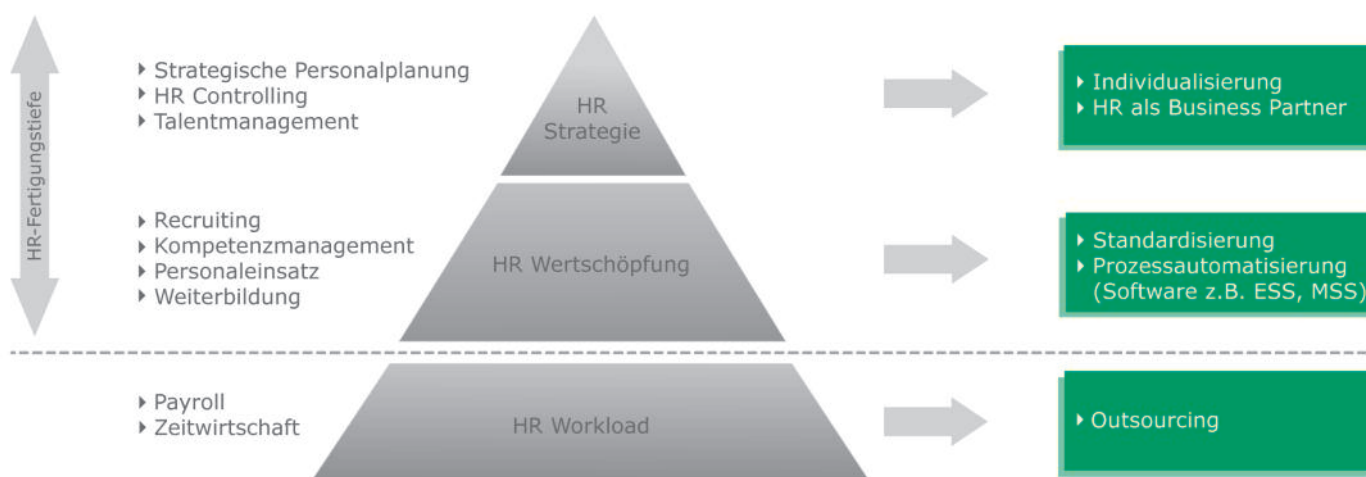 HR-Fertigungstiefe
Strategische Personalplanung
HR Controlling
Talentmanagement
HR
Strategie
Individualisierung
HR als Business Partner
Recruiting
Kompetenzmanagement
Personaleinsatz
Weiterbildung
HR Wertschöpfung
Standardisierung
Prozessautomatisierung
(Software z.B. ESS, MSS)
Payroll
Zeitwirtschaft
HR Workload
Outsourcing